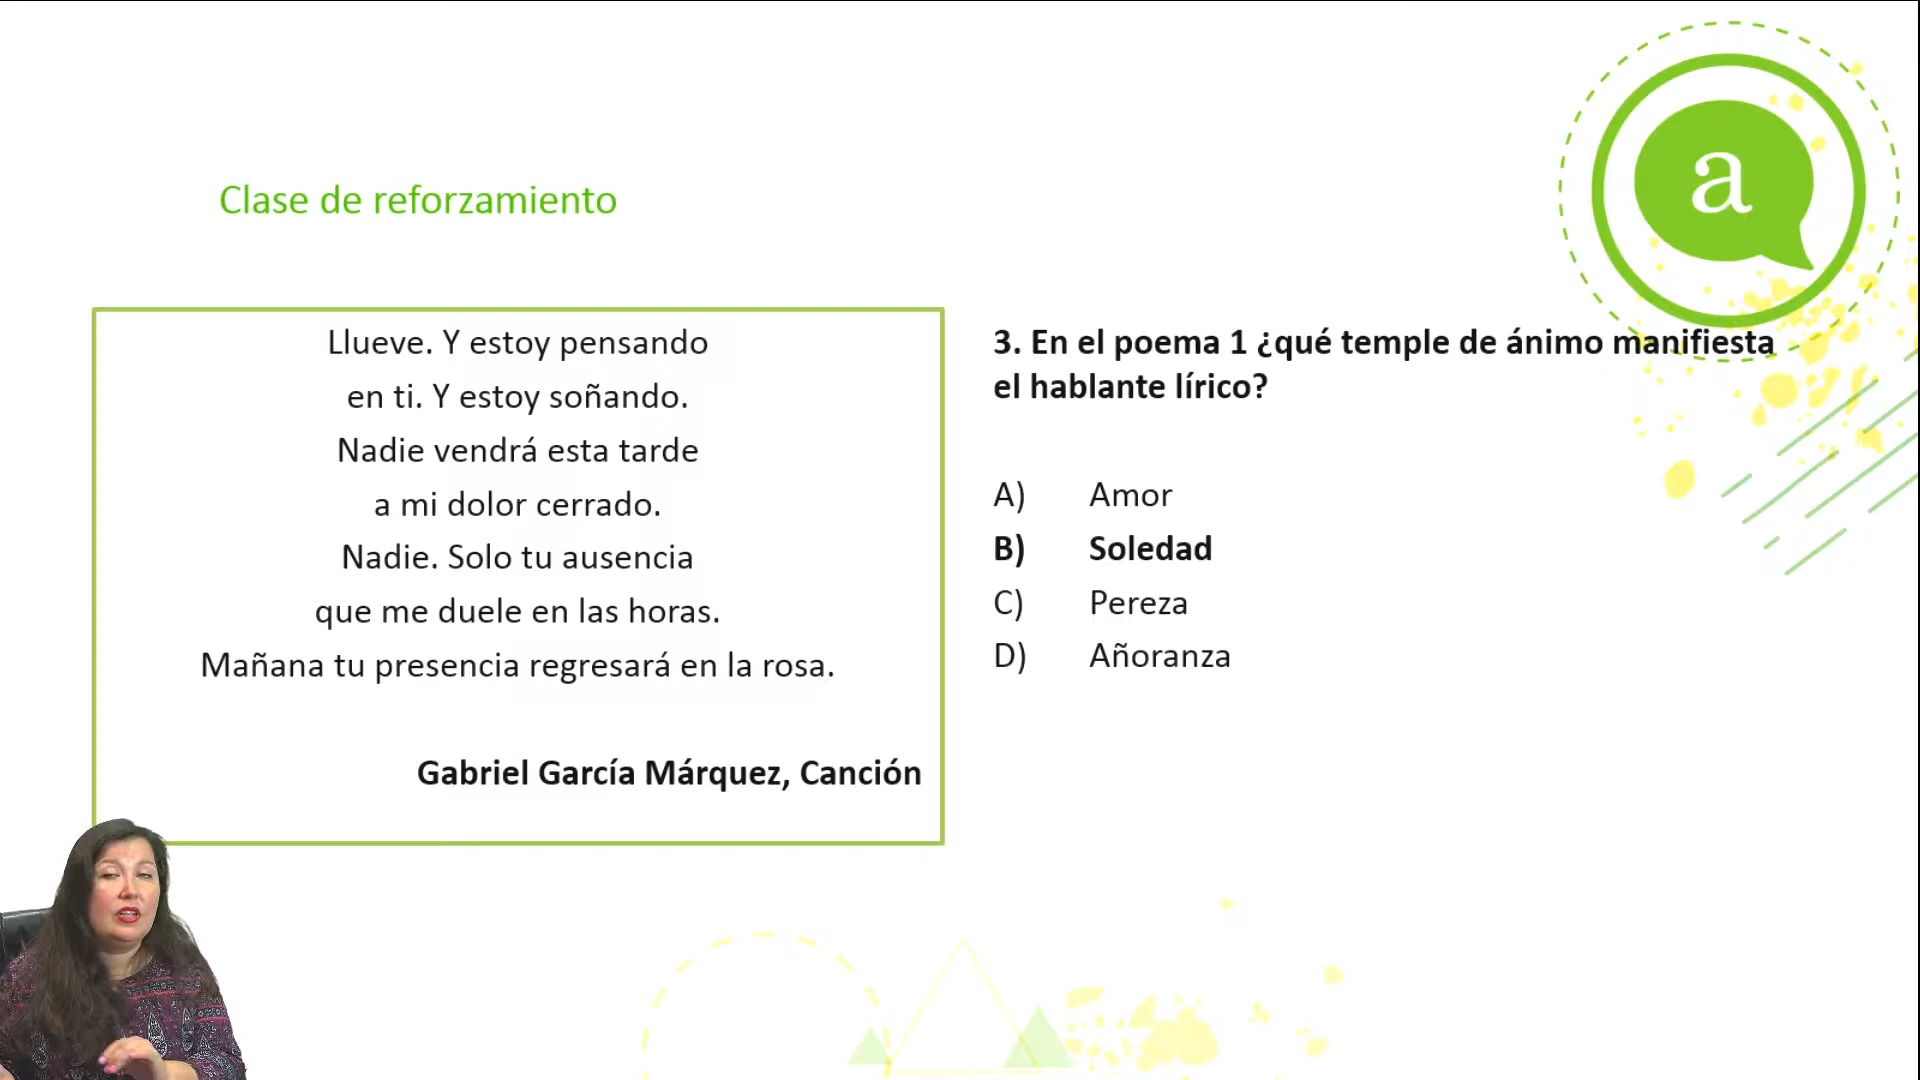 a
Clase de reforzamiento
Llueve. Y estoy pensando
en ti. Y estoy soñando.
Nadie vendrá esta tarde
a mi dolor cerrado.
Nadie. Solo tu ausencia
que me duele en las horas.
Mañana tu presencia regresará en la rosa.
Gabriel García Márquez, Canción
3. En el poema 1 ¿qué temple de ánimo manifiesta
el hablante lírico?
A) Amor
B) Soledad
C) Pereza
D) Añoranza